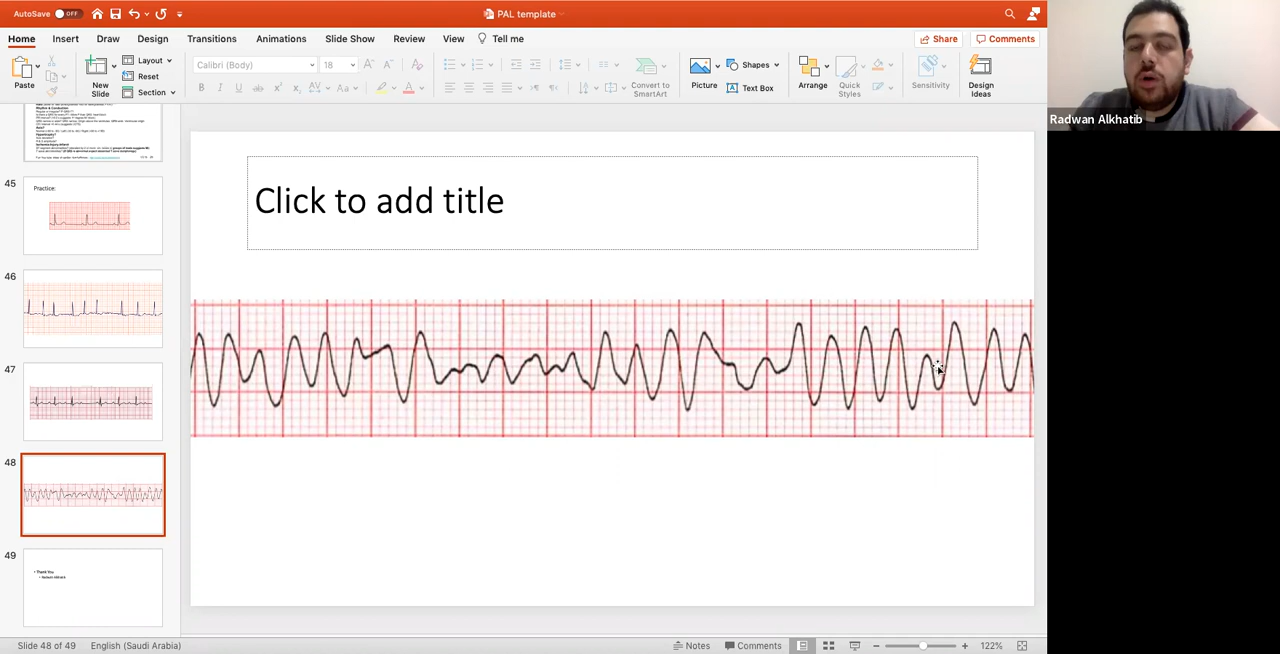 AutoSave OFF
PAL template
Home Insert Draw Design Transitions Animations Slide Show Review View Tell me
Share Comments
Paste
New Slide
Layout
Reset
Section
Calibri (Body) 18
Convert to SmartArt
Picture
Shapes
Text Box
Arrange
Quick Styles
Sensitivity
Design Ideas
Radwan Alkhatib
45
Practice:
46
47
48
49
Thank You
Click to add title
Slide 48 of 49 English (Saudi Arabia)
Notes Comments 122%